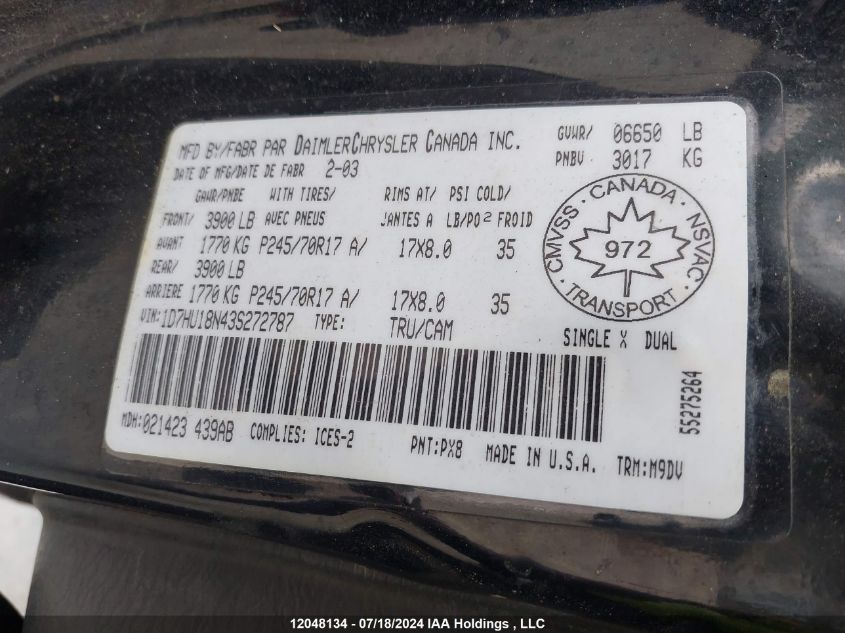 MFD BY/FABR PAR DAIMLERCHRYSLER CANADA INC.
GVWR/ 06650 LB
DATE OF MFG/DATE DE FABR 2-03
PNBV 3017 KG
GAWR/PNBE WITH TIRES/ RIMS AT/ PSI COLD/
FRONT/ 3900 LB AVEC PNEUS JANTES A LB/PO² FROID
AVANT 1770 KG P245/70R17 A/ 17X8.0 35
REAR/ 3900 LB
ARRIERE 1770 KG P245/70R17 A/ 17X8.0 35
CMVSS · CANADA · NSVAC
972
TRANSPORT
VIN: 1D7HU18N43S272787 TYPE: TRU/CAM SINGLE X DUAL
55275264
MDH: 021423 439AB COMPLIES: ICES-2 PNT:PX8 MADE IN U.S.A. TRM:M9DV
12048134 - 07/18/2024 IAA Holdings, LLC